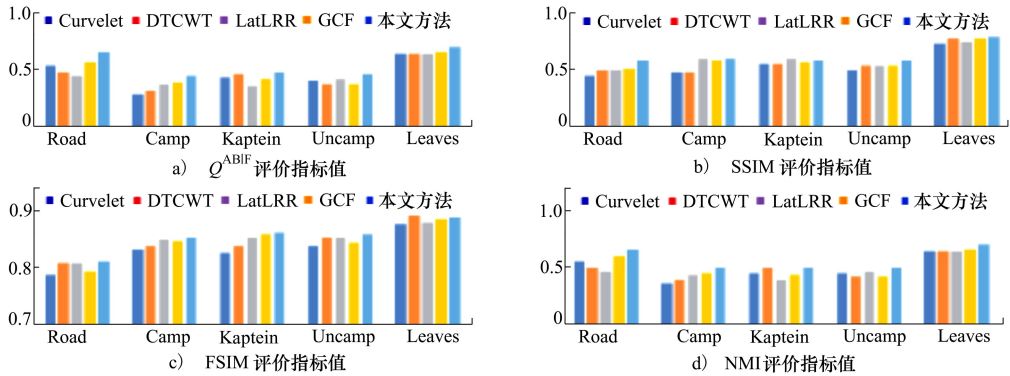 1.0
Curvelet DTCWT LatLRR GCF 本文方法
0.5
0
Road Camp Kaptein Uncamp Leaves
a) Q^{AB|F} 评价指标值
1.0
Curvelet DTCWT LatLRR GCF 本文方法
0.5
0
Road Camp Kaptein Uncamp Leaves
b) SSIM 评价指标值
Curvelet DTCWT LatLRR GCF 本文方法
0.9
0.8
0.7
Road Camp Kaptein Uncamp Leaves
c) FSIM 评价指标值
Curvelet DTCWT LatLRR GCF 本文方法
1.0
0.5
0
Road Camp Kaptein Uncamp Leaves
d) NMI 评价指标值